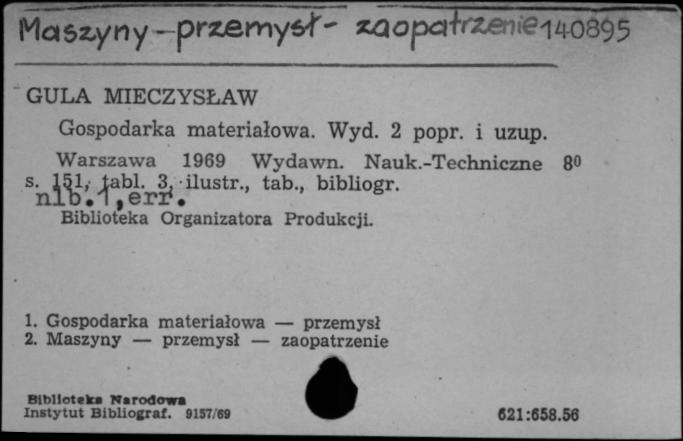 Maszyny - przemysł - zaopatrzenie 140895
GULA MIECZYSŁAW
Gospodarka materiałowa. Wyd. 2 popr. i uzup.
Warszawa 1969 Wydawn. Nauk.-Techniczne 8⁰
s. 151, tabl. 3, ilustr., tab., bibliogr.
nlb.1,err.
Biblioteka Organizatora Produkcji.
1. Gospodarka materiałowa — przemysł
2. Maszyny — przemysł — zaopatrzenie
Biblioteka Narodowa
Instytut Bibliograf. 9157/69
621:658.56